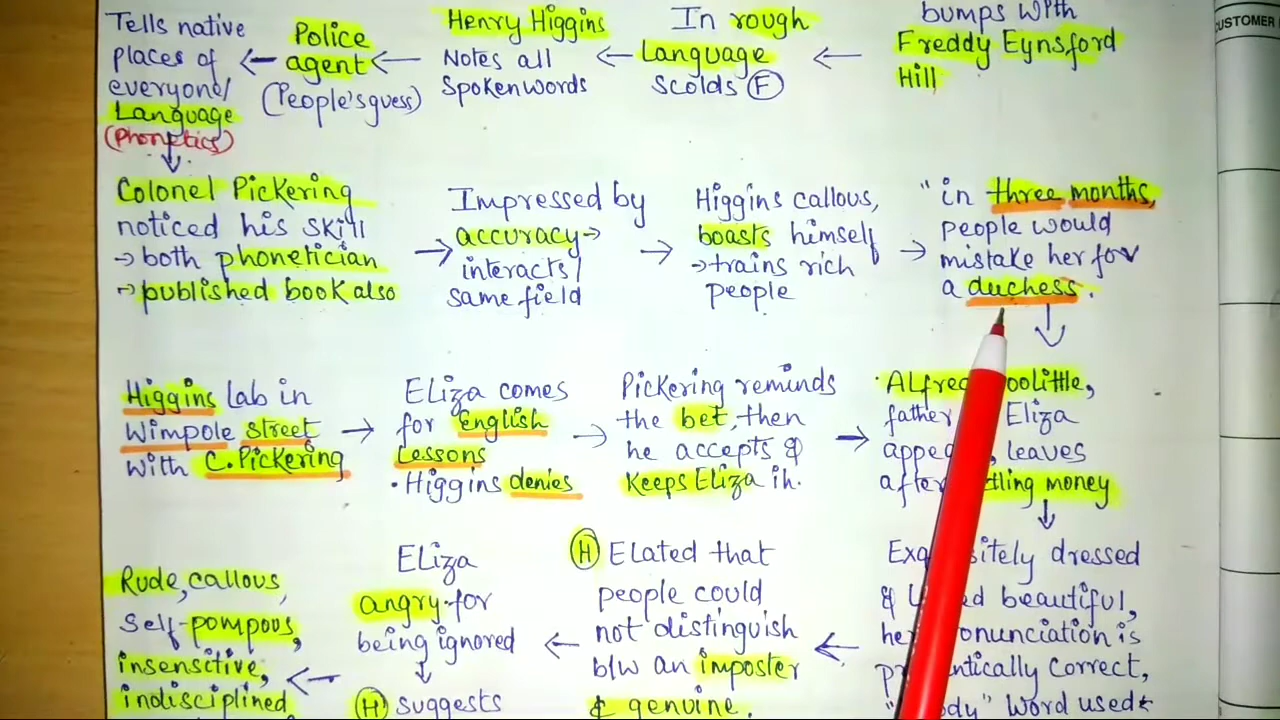 bumps with
Freddy Eynsford
Hill
In rough
Language
scolds (F)
Henry Higgins
Notes all
Spoken words
Police
agent
(People's guess)
Tells native
places of
everyone/
Language
(Phonetics)
Colonel Pickering
noticed his skill
→ both phonetician
→ published book also
Impressed by
accuracy→
interacts/
same field
Higgins callous,
boasts himself
→trains rich
people
"in three months,
people would
mistake her for
a duchess.
Higgins lab in
Wimpole street
with C. Pickering
Eliza comes
for English
Lessons
• Higgins denies
Pickering reminds
the bet, then
he accepts &
Keeps Eliza in.
• Alfred Doolittle,
father Eliza
leaves
money
dressed
& beautiful,
is
correct,
word used &
(H) Elated that
people could
not distinguish
b/w an imposter
& genuine.
Eliza
angry for
being ignored
(H) suggests
Rude, callous,
Self-pompous,
insensitive,
indisciplined
CUSTOMER